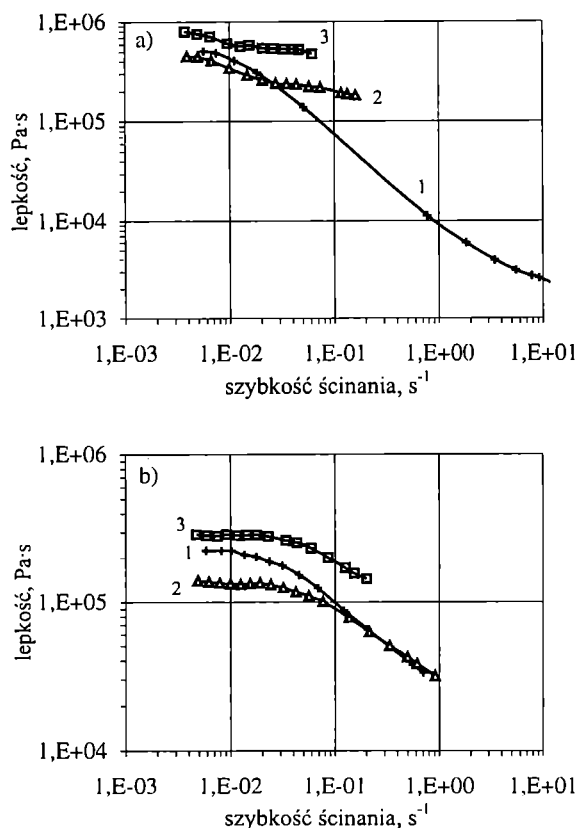 a)
3
2
1
1,E+06
1,E+05
1,E+04
1,E+03
lepkość, Pa·s
1,E-03 1,E-02 1,E-01 1,E+00 1,E+01
szybkość ścinania, s⁻¹
b)
3
1
2
1,E+06
1,E+05
1,E+04
lepkość, Pa·s
1,E-03 1,E-02 1,E-01 1,E+00 1,E+01
szybkość ścinania, s⁻¹